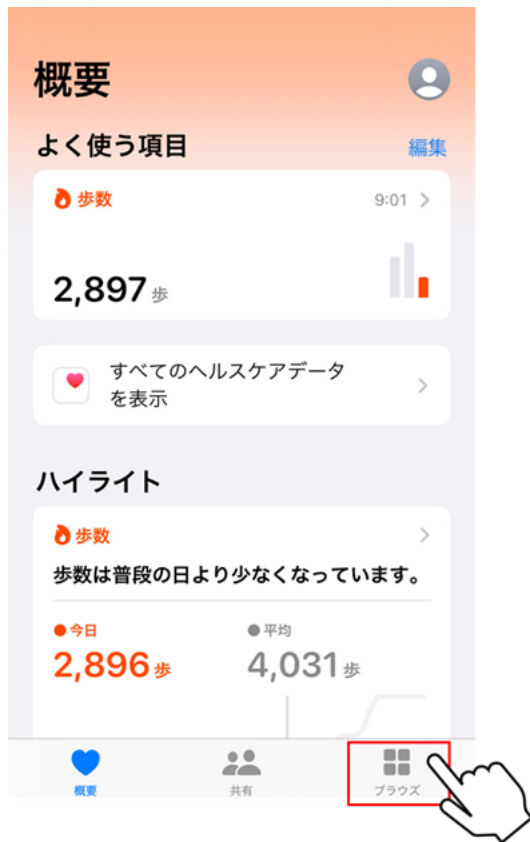 概要
よく使う項目 編集
歩数 9:01
2,897 歩
すべてのヘルスケアデータ
を表示
ハイライト
歩数
歩数は普段の日より少なくなっています。
今日 平均
2,896 歩 4,031 歩
概要 共有 ブラウズ